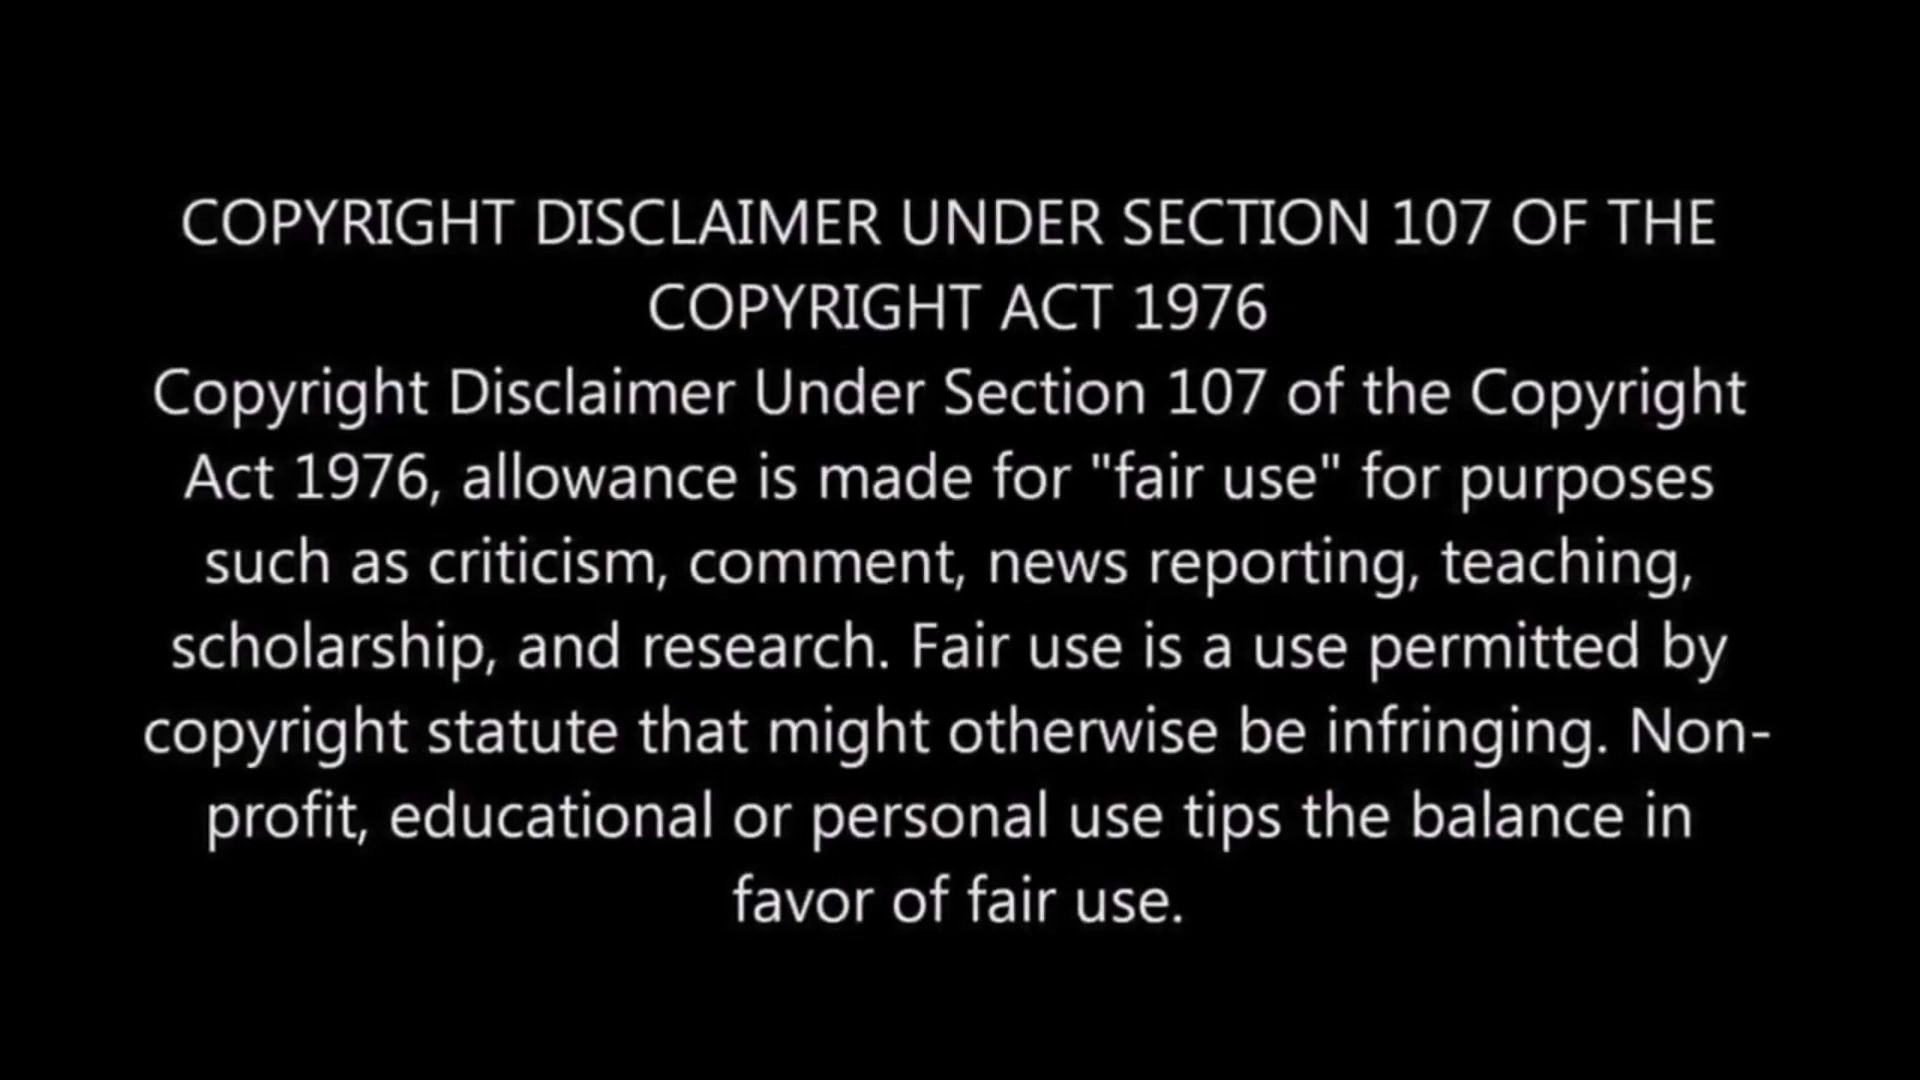 COPYRIGHT DISCLAIMER UNDER SECTION 107 OF THE
COPYRIGHT ACT 1976
Copyright Disclaimer Under Section 107 of the Copyright
Act 1976, allowance is made for "fair use" for purposes
such as criticism, comment, news reporting, teaching,
scholarship, and research. Fair use is a use permitted by
copyright statute that might otherwise be infringing. Non-
profit, educational or personal use tips the balance in
favor of fair use.